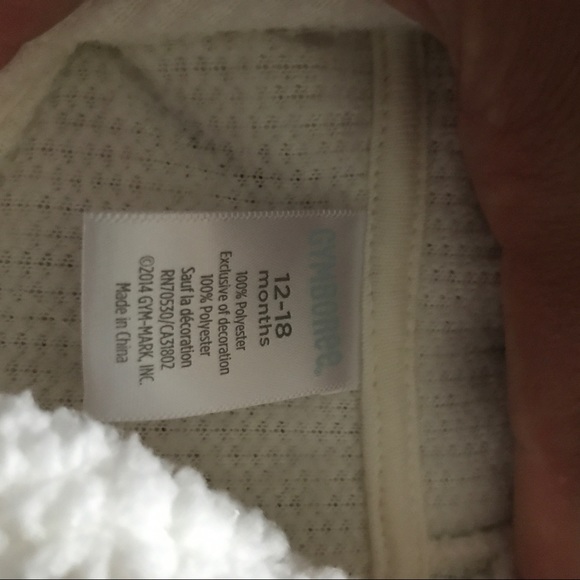 GYMBOREE
12-18
months
100% Polyester
Exclusive of decoration
100% Polyester
Sauf la décoration
RN70530/CA31802
©2014 GYM-MARK, INC.
Made in China